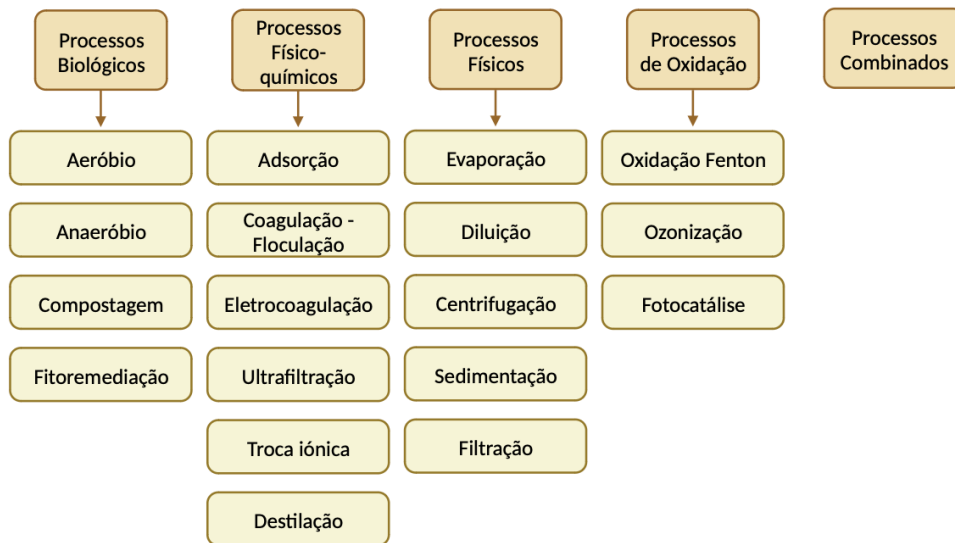 Processos
Biológicos
Processos
Físico-
químicos
Processos
Físicos
Processos
de Oxidação
Processos
Combinados
Aeróbio
Adsorção
Evaporação
Oxidação Fenton
Anaeróbio
Coagulação -
Floculação
Diluição
Ozonização
Compostagem
Eletrocoagulação
Centrifugação
Fotocatálise
Fitoremediação
Ultrafiltração
Sedimentação
Troca iónica
Filtração
Destilação